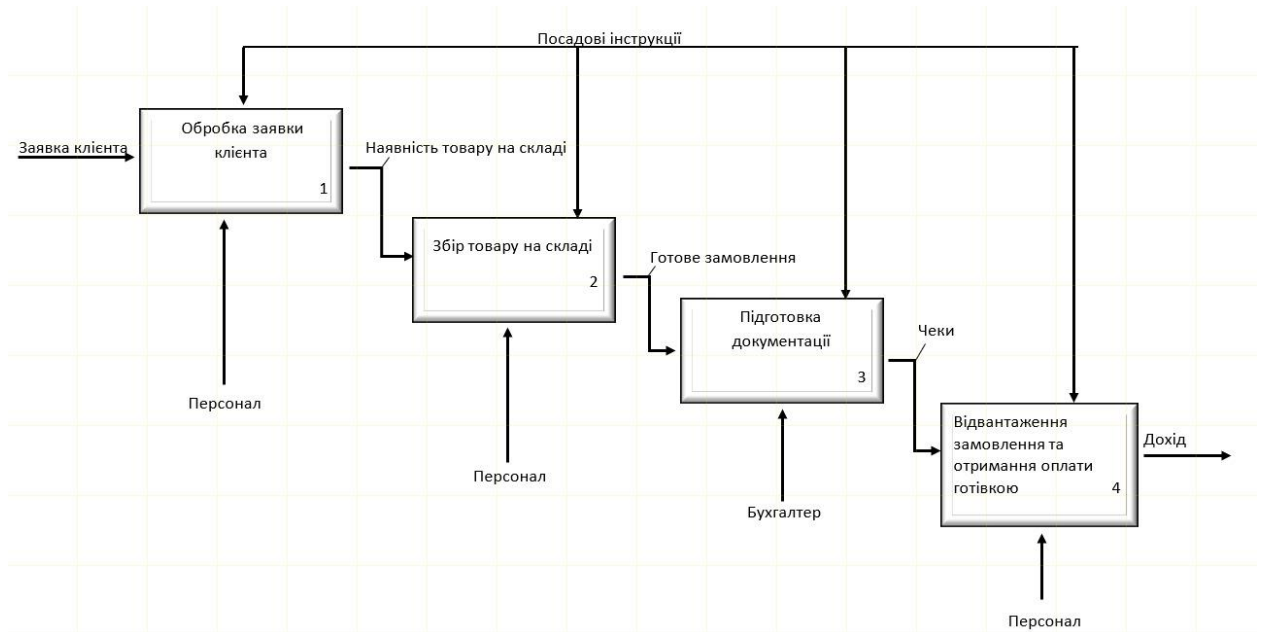 Посадові інструкції
Обробка заявки
клієнта
1
Заявка клієнта
Наявність товару на складі
Збір товару на складі
2
Готове замовлення
Підготовка
документації
3
Чеки
Персонал
Відвантаження
замовлення та
отримання оплати
готівкою
4
Дохід
Персонал
Бухгалтер
Персонал